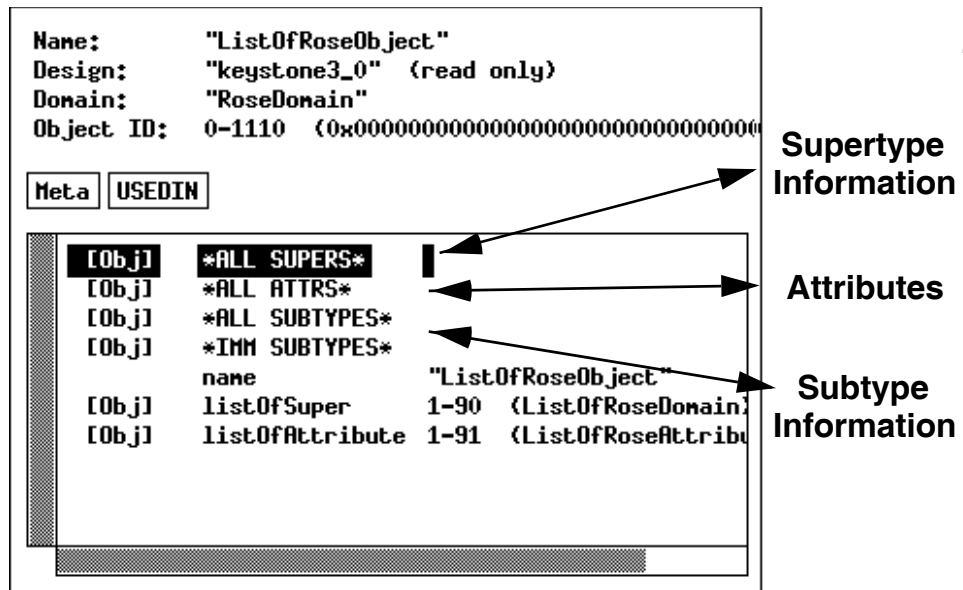 Name: "ListOfRoseObject"
Design: "keystone3_0" (read only)
Domain: "RoseDomain"
Object ID: 0-1110 (0x00000000000000000000000000000
Meta USEDIN
[Obj] *ALL SUPERS*
[Obj] *ALL ATTRS*
[Obj] *ALL SUBTYPES*
[Obj] *IMM SUBTYPES*
name "ListOfRoseObject"
[Obj] listOfSuper 1-90 (ListOfRoseDomain)
[Obj] listOfAttribute 1-91 (ListOfRoseAttribu
Supertype
Information
Attributes
Subtype
Information